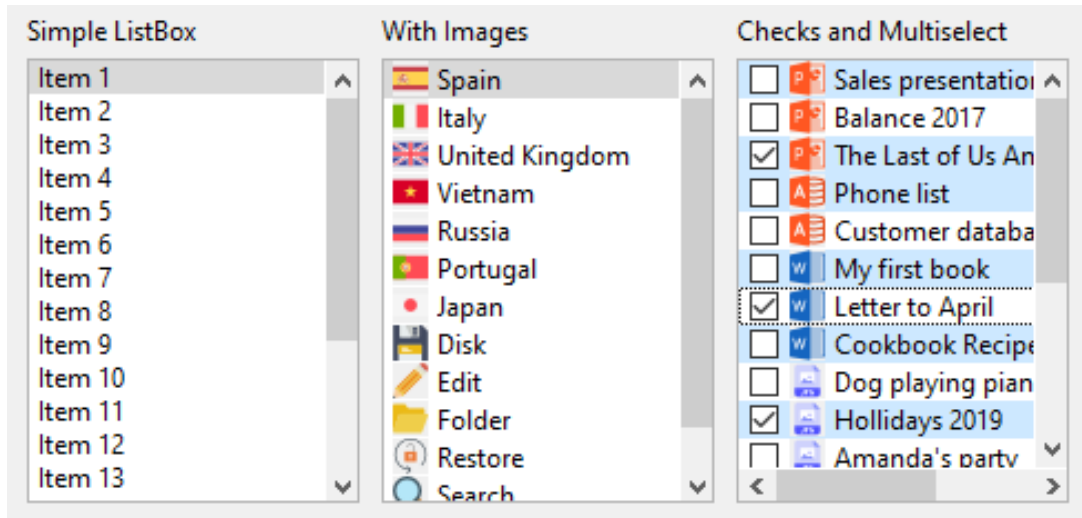 Simple ListBox
Item 1
Item 2
Item 3
Item 4
Item 5
Item 6
Item 7
Item 8
Item 9
Item 10
Item 11
Item 12
Item 13
With Images
Spain
Italy
United Kingdom
Vietnam
Russia
Portugal
Japan
Disk
Edit
Folder
Restore
Search
Checks and Multiselect
Sales presentation
Balance 2017
The Last of Us An
Phone list
Customer databa
My first book
Letter to April
Cookbook Recipe
Dog playing pian
Hollidays 2019
Amanda's party